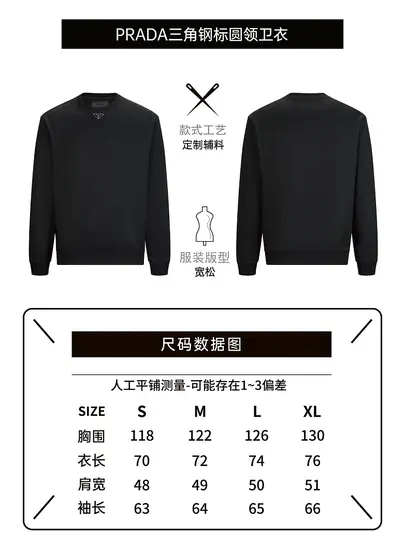 PRADA三角钢标圆领卫衣
款式工艺
定制辅料
服装版型
宽松
尺码数据图
人工平铺测量-可能存在1~3偏差
SIZE S M L XL
胸围 118 122 126 130
衣长 70 72 74 76
肩宽 48 49 50 51
袖长 63 64 65 66